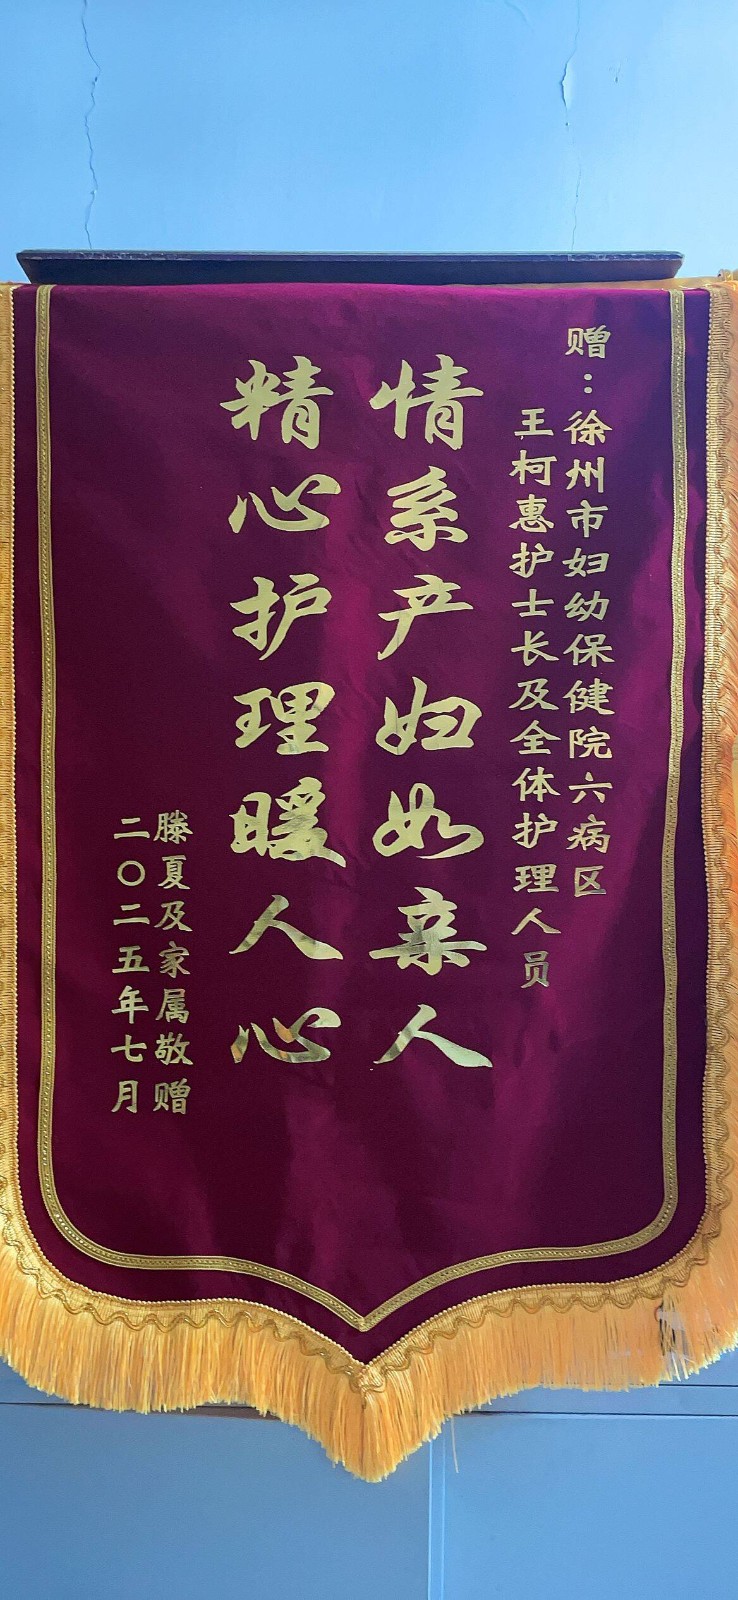 赠：徐州市妇幼保健院六病区
王柯惠护士长及全体护理人员
情系产妇如亲人
精心护理暖人心
滕夏及家属敬赠
二〇二五年七月